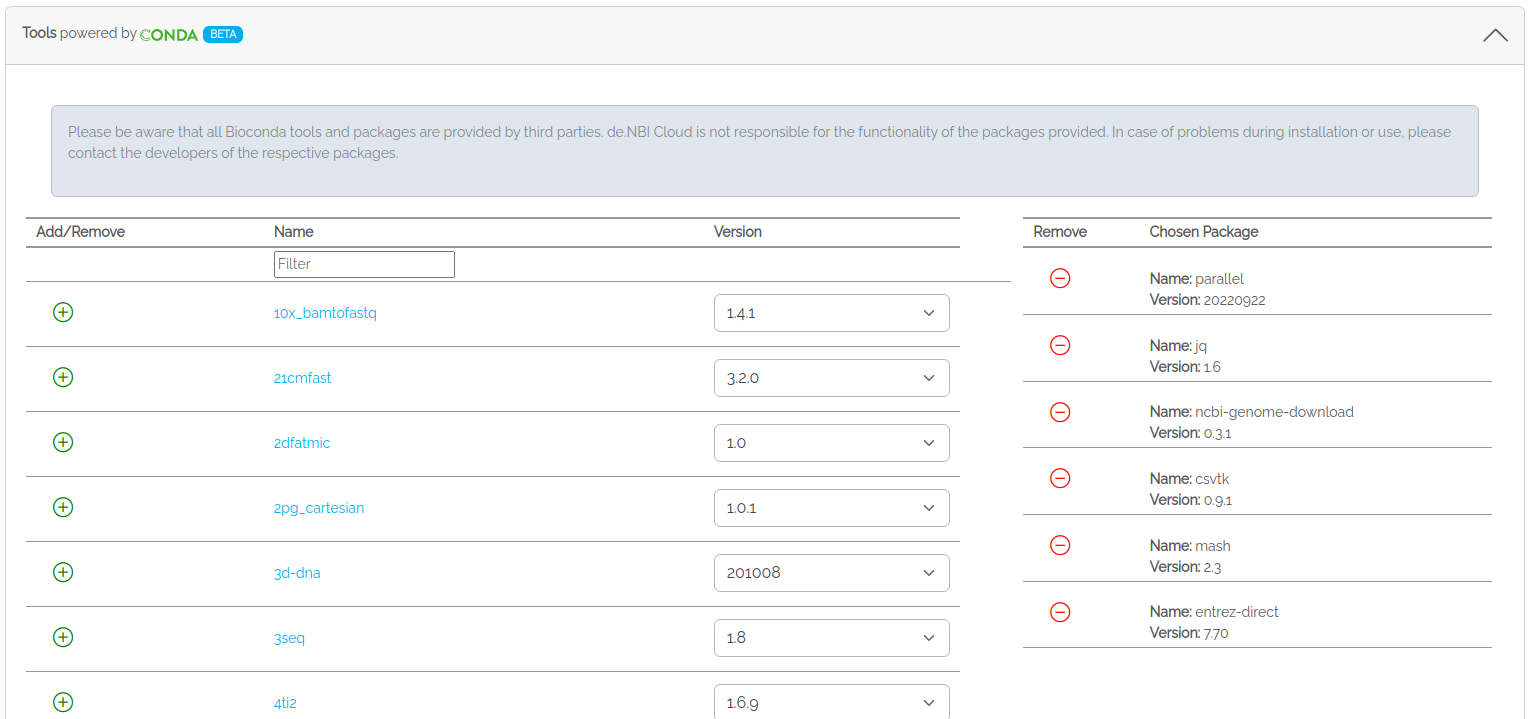 Tools powered by CONDA BETA
Please be aware that all Bioconda tools and packages are provided by third parties. de.NBI Cloud is not responsible for the functionality of the packages provided. In case of problems during installation or use, please
contact the developers of the respective packages.
Add/Remove Name Version
Filter
10x_bamtofastq 1.4.1
21cmfast 3.2.0
2dfatmic 1.0
2pg_cartesian 1.0.1
3d-dna 201008
3seq 1.8
4ti2 1.6.9
Remove Chosen Package
Name: parallel
Version: 20220922
Name: jq
Version: 1.6
Name: ncbi-genome-download
Version: 0.3.1
Name: csvtk
Version: 0.9.1
Name: mash
Version: 2.3
Name: entrez-direct
Version: 7.70